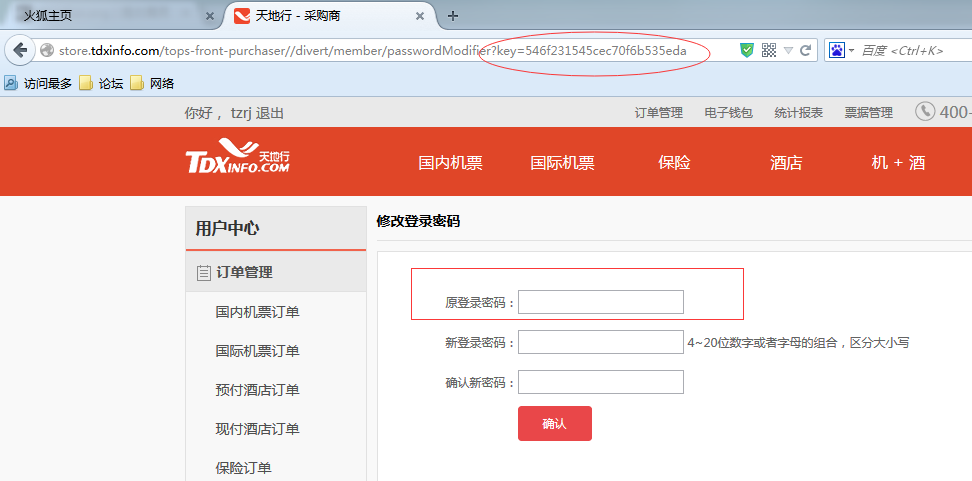 火狐主页
天地行 - 采购商
store.tdxinfo.com/tops-front-purchaser//divert/member/passwordModifier?key=546f231545cec70f6b535eda
百度 <Ctrl+K>
访问最多 论坛 网络
你好， tzrj 退出 订单管理 电子钱包 统计报表 票据管理 400-
TDXINFO.COM 天地行 国内机票 国际机票 保险 酒店 机 + 酒
用户中心
修改登录密码
订单管理
国内机票订单
国际机票订单
预付酒店订单
现付酒店订单
保险订单
原登录密码：
新登录密码： 4~20位数字或者字母的组合，区分大小写
确认新密码：
确认